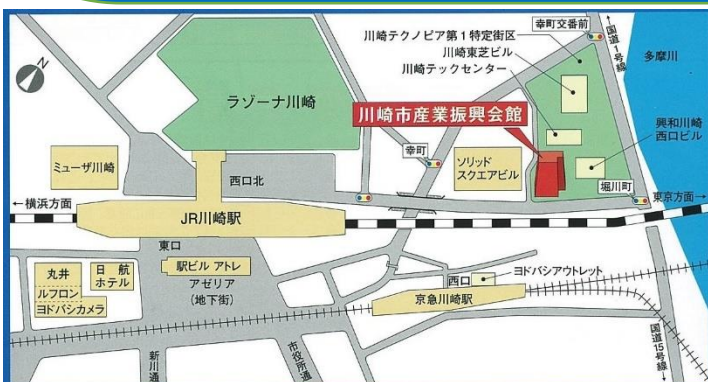 川崎テクノピア第1特定街区
川崎東芝ビル
川崎テックセンター
幸町交番前
←国道1号線
多摩川
ラゾーナ川崎
川崎市産業振興会館
興和川崎
西口ビル
ミューザ川崎
西口北
幸町
ソリッド
スクエアビル
堀川町
←横浜方面
東京方面→
JR川崎駅
東口
丸井
ルフロン
ヨドバシカメラ
日航
ホテル
駅ビル アトレ
アゼリア
(地下街)
西口
ヨドバシアウトレット
京急川崎駅
新川通
市役所通
国道15号線→